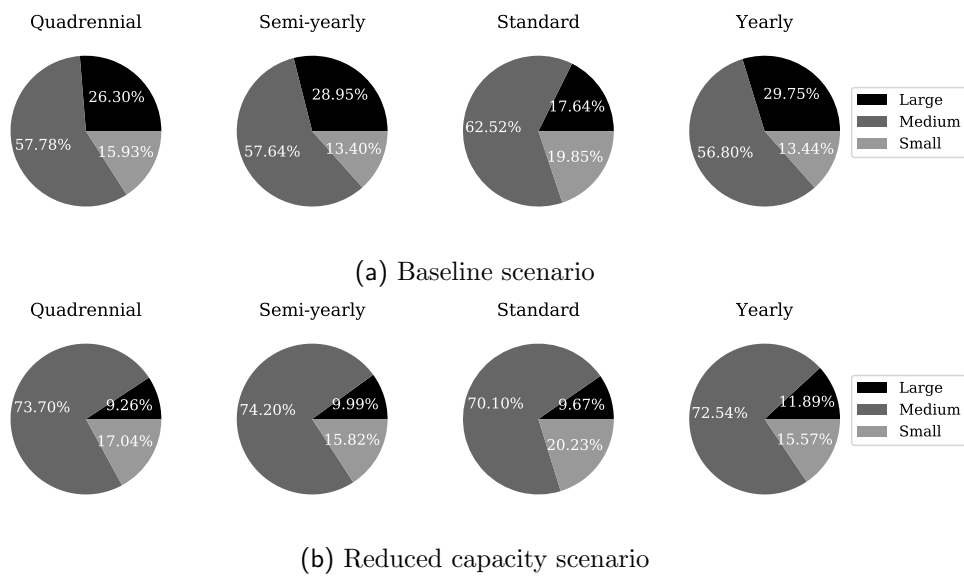 Quadrennial
Semi-yearly
Standard
Yearly
26.30%
57.78%
15.93%
28.95%
57.64%
13.40%
17.64%
62.52%
19.85%
29.75%
56.80%
13.44%
Large
Medium
Small
(a) Baseline scenario
Quadrennial
Semi-yearly
Standard
Yearly
9.26%
73.70%
17.04%
9.99%
74.20%
15.82%
9.67%
70.10%
20.23%
11.89%
72.54%
15.57%
Large
Medium
Small
(b) Reduced capacity scenario